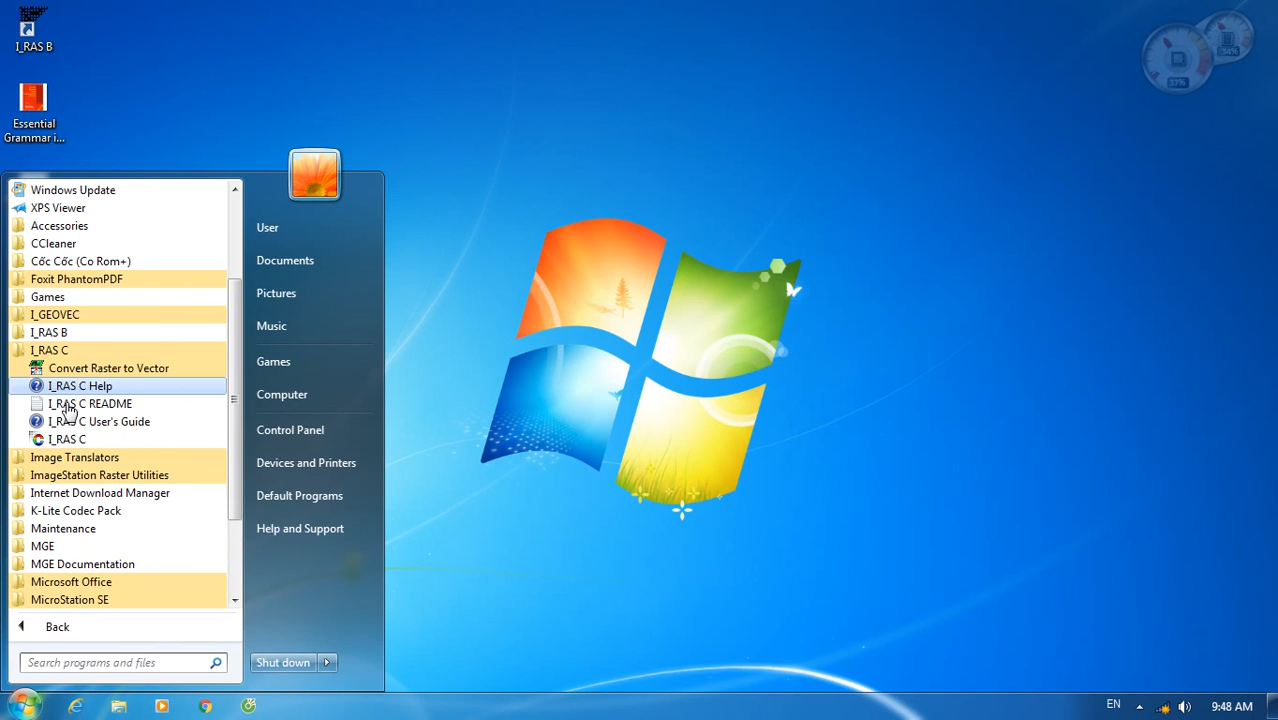 I_RAS B
Essential
Grammar i...
34%
37%
Windows Update
XPS Viewer
Accessories
CCleaner
Cốc Cốc (Co Rom+)
Foxit PhantomPDF
Games
I_GEOVEC
I_RAS B
I_RAS C
Convert Raster to Vector
I_RAS C Help
I_RAS C README
I_RAS C User's Guide
I_RAS C
Image Translators
ImageStation Raster Utilities
Internet Download Manager
K-Lite Codec Pack
Maintenance
MGE
MGE Documentation
Microsoft Office
MicroStation SE
Back
Search programs and files
User
Documents
Pictures
Music
Games
Computer
Control Panel
Devices and Printers
Default Programs
Help and Support
Shut down
EN
9:48 AM